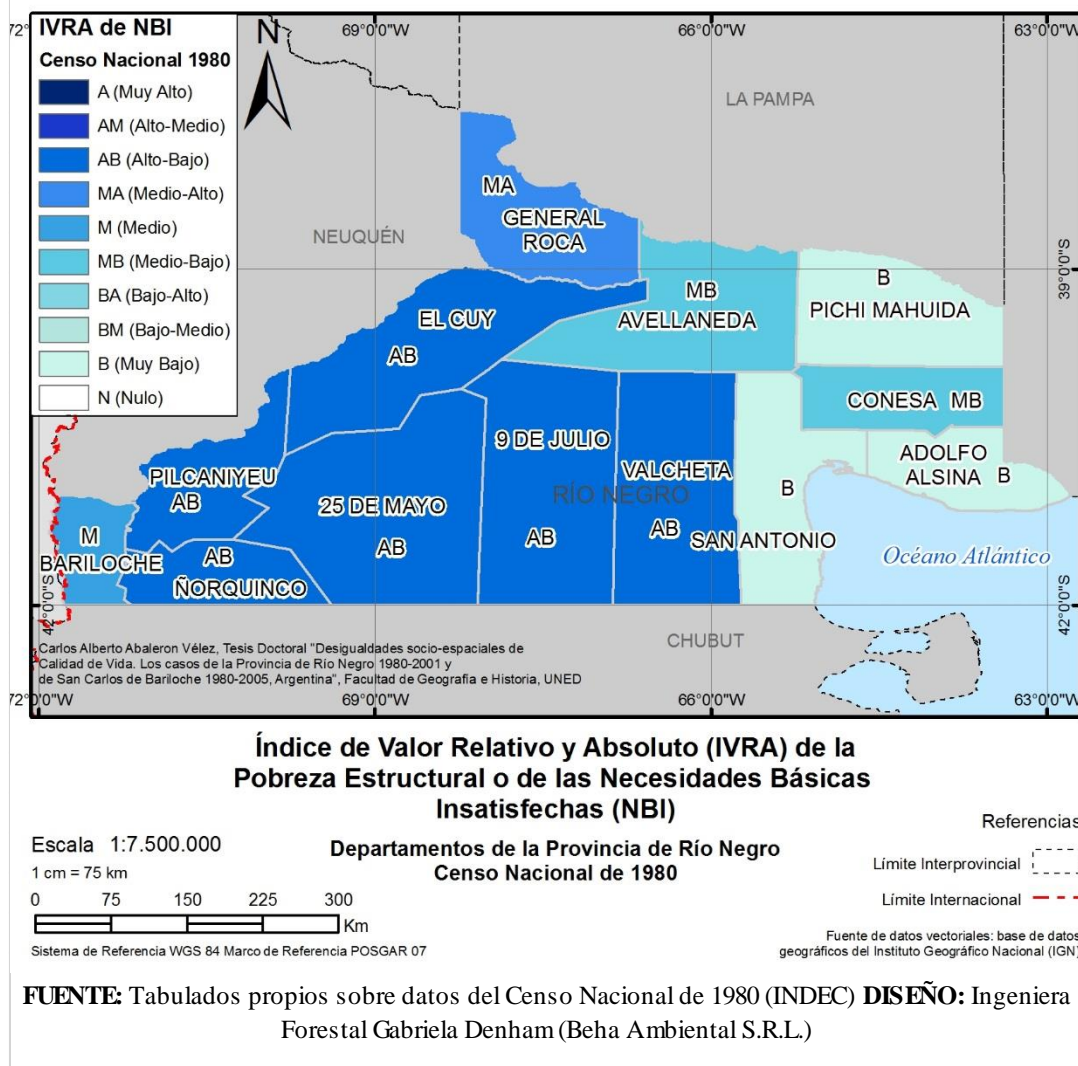 IVRA de NBI
Censo Nacional 1980
A (Muy Alto)
AM (Alto-Medio)
AB (Alto-Bajo)
MA (Medio-Alto)
M (Medio)
MB (Medio-Bajo)
BA (Bajo-Alto)
BM (Bajo-Medio)
B (Muy Bajo)
N (Nulo)
72°0'0"W
69°0'0"W
66°0'0"W
63°0'0"W
N
LA PAMPA
NEUQUÉN
MA
GENERAL
ROCA
39°0'0"S
MB
AVELLANEDA
B
PICHI MAHUIDA
EL CUY
AB
CONESA MB
9 DE JULIO
AB
VALCHETA
AB
RÍO NEGRO
ADOLFO
ALSINA B
PILCANIYEU
AB
25 DE MAYO
AB
B
SAN ANTONIO
M
BARILOCHE
AB
ÑORQUINCO
Océano Atlántico
42°0'0"S
42°0'0"S
CHUBUT
Carlos Alberto Abaleron Vélez, Tesis Doctoral "Desigualdades socio-espaciales de
Calidad de Vida. Los casos de la Provincia de Río Negro 1980-2001 y
de San Carlos de Bariloche 1980-2005, Argentina", Facultad de Geografía e Historia, UNED
72°0'0"W
69°0'0"W
66°0'0"W
63°0'0"W
Índice de Valor Relativo y Absoluto (IVRA) de la
Pobreza Estructural o de las Necesidades Básicas
Insatisfechas (NBI)
Departamentos de la Provincia de Río Negro
Censo Nacional de 1980
Escala 1:7.500.000
1 cm = 75 km
0 75 150 225 300
Km
Sistema de Referencia WGS 84 Marco de Referencia POSGAR 07
Referencias
Límite Interprovincial
Límite Internacional
Fuente de datos vectoriales: base de datos
geográficos del Instituto Geográfico Nacional (IGN)
FUENTE: Tabulados propios sobre datos del Censo Nacional de 1980 (INDEC) DISEÑO: Ingeniera
Forestal Gabriela Denham (Beha Ambiental S.R.L.)